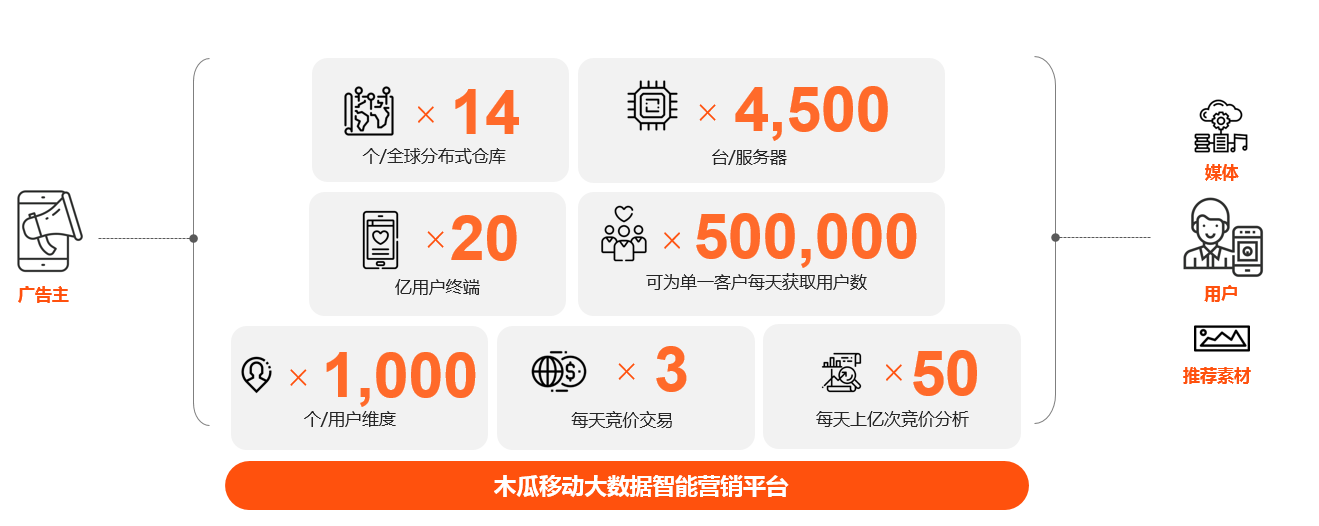 × 14
个/全球分布式仓库
× 4,500
台/服务器
×20
亿用户终端
× 500,000
可为单一客户每天获取用户数
× 1,000
个/用户维度
× 3
每天竞价交易
×50
每天上亿次竞价分析
木瓜移动大数据智能营销平台
广告主
媒体
用户
推荐素材